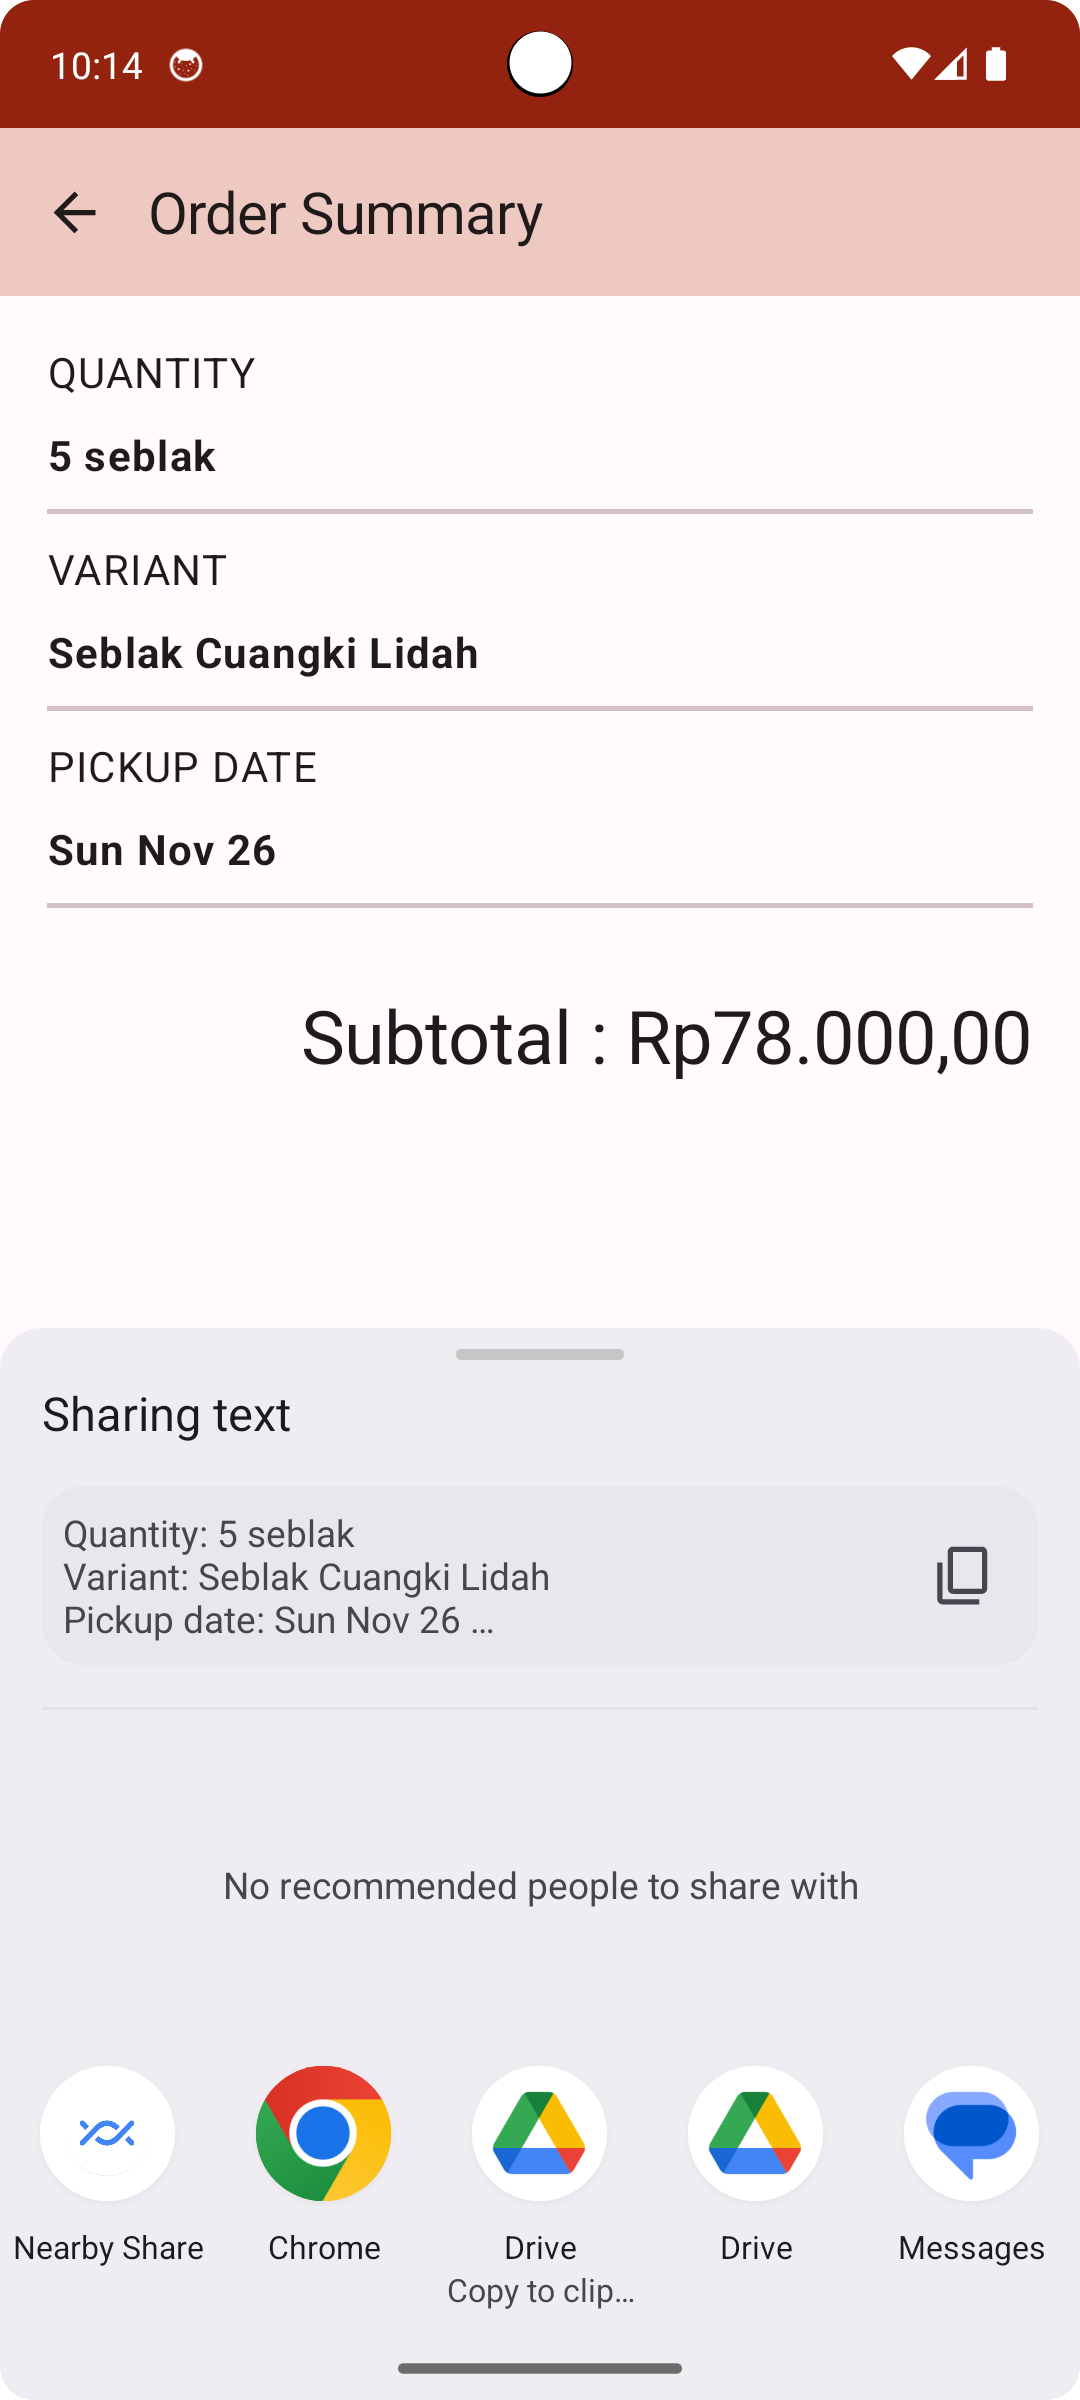 10:14
Order Summary
QUANTITY
5 seblak
VARIANT
Seblak Cuangki Lidah
PICKUP DATE
Sun Nov 26
Subtotal : Rp78.000,00
Sharing text
Quantity: 5 seblak
Variant: Seblak Cuangki Lidah
Pickup date: Sun Nov 26 …
No recommended people to share with
Nearby Share
Chrome
Drive
Copy to clip…
Drive
Messages